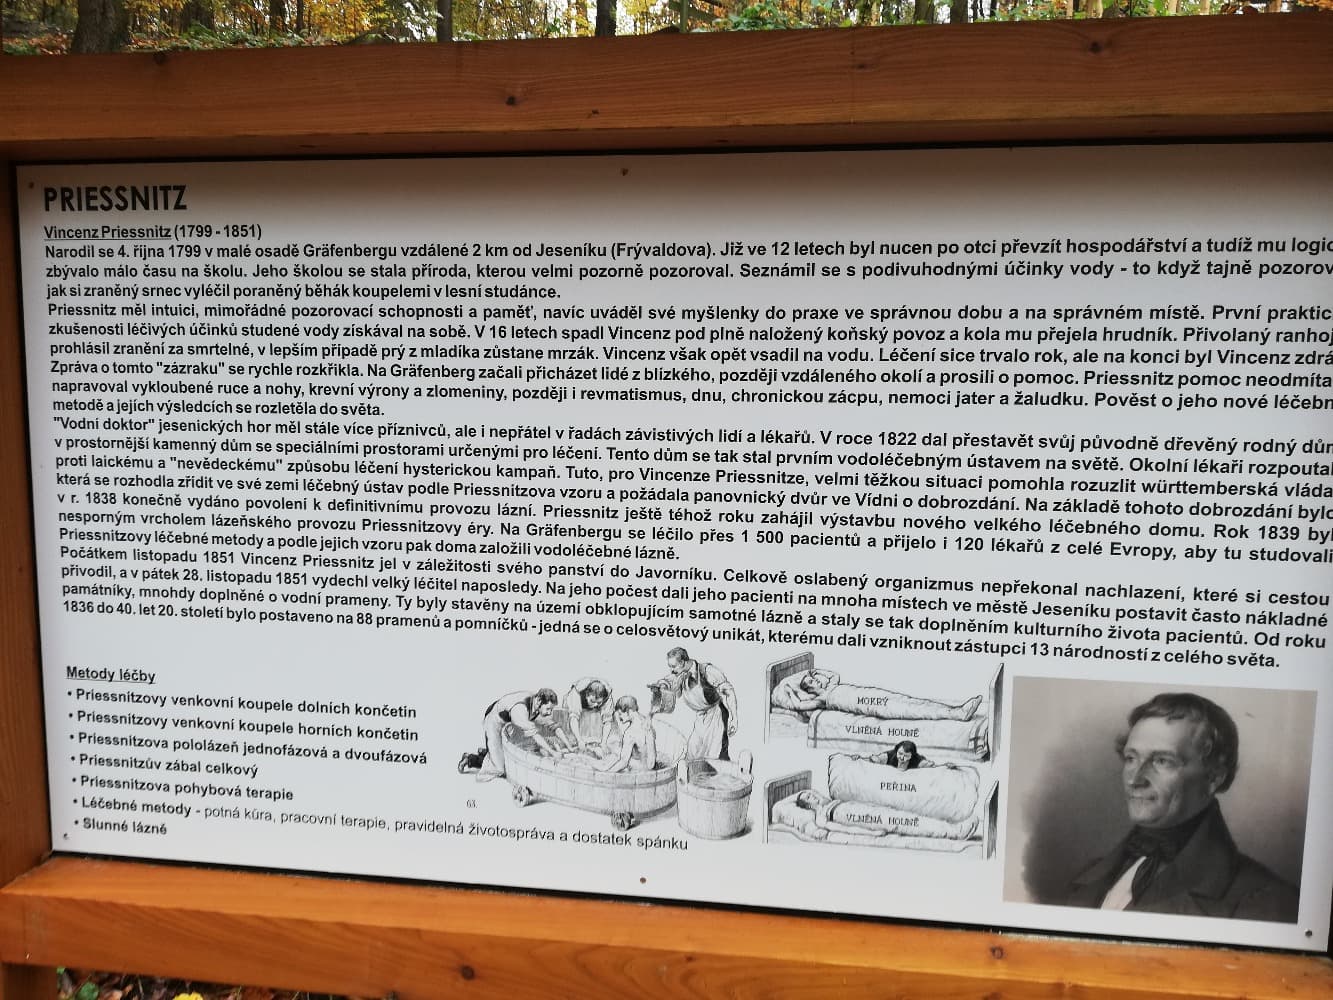 PRIESSNITZ
Vincenz Priessnitz (1799 - 1851)
Narodil se 4. října 1799 v malé osadě Gräfenbergu vzdálené 2 km od Jeseníku (Frývaldova). Již ve 12 letech byl nucen po otci převzít hospodářství a tudíž mu logic
zbývalo málo času na školu. Jeho školou se stala příroda, kterou velmi pozorně pozoroval. Seznámil se s podivuhodnými účinky vody - to když tajně pozorov
jak si zraněný srnec vyléčil poraněný běhák koupelemi v lesní studánce.
Priessnitz měl intuici, mimořádné pozorovací schopnosti a paměť, navíc uváděl své myšlenky do praxe ve správnou dobu a na správném místě. První praktic
zkušenosti léčivých účinků studené vody získával na sobě. V 16 letech spadl Vincenz pod plně naložený koňský povoz a kola mu přejela hrudník. Přivolaný ranhoj
prohlásil zranění za smrtelné, v lepším případě prý z mladíka zůstane mrzák. Vincenz však opět vsadil na vodu. Léčení sice trvalo rok, ale na konci byl Vincenz zdrá
Zpráva o tomto "zázraku" se rychle rozkřikla. Na Gräfenberg začali přicházet lidé z blízkého, později vzdáleného okolí a prosili o pomoc. Priessnitz pomoc neodmíta
napravoval vykloubené ruce a nohy, krevní výrony a zlomeniny, později i revmatismus, dnu, chronickou zácpu, nemoci jater a žaludku. Pověst o jeho nové léčebn
metodě a jejích výsledcích se rozletěla do světa.
"Vodní doktor" jesenických hor měl stále více příznivců, ale i nepřátel v řadách závistivých lidí a lékařů. V roce 1822 dal přestavět svůj původně dřevěný rodný dům
v prostornější kamenný dům se speciálními prostorami určenými pro léčení. Tento dům se tak stal prvním vodoléčebným ústavem na světě. Okolní lékaři rozpoutal
proti laickému a "nevědeckému" způsobu léčení hysterickou kampaň. Tuto, pro Vincenze Priessnitze, velmi těžkou situaci pomohla rozuzlit württemberská vláda,
která se rozhodla zřídit ve své zemi léčebný ústav podle Priessnitzova vzoru a požádala panovnický dvůr ve Vídni o dobrozdání. Na základě tohoto dobrozdání bylo
v r. 1838 konečně vydáno povolení k definitivnímu provozu lázní. Priessnitz ještě téhož roku zahájil výstavbu nového velkého léčebného domu. Rok 1839 byl
nesporným vrcholem lázeňského provozu Priessnitzovy éry. Na Gräfenbergu se léčilo přes 1 500 pacientů a přijelo i 120 lékařů z celé Evropy, aby tu studovali
Priessnitzovy léčebné metody a podle jejich vzoru pak doma založili vodoléčebné lázně.
Počátkem listopadu 1851 Vincenz Priessnitz jel v záležitosti svého panství do Javorníku. Celkově oslabený organizmus nepřekonal nachlazení, které si cestou
přivodil, a v pátek 28. listopadu 1851 vydechl velký léčitel naposledy. Na jeho počest dali jeho pacienti na mnoha místech ve městě Jeseníku postavit často nákladné
památníky, mnohdy doplněné o vodní prameny. Ty byly stavěny na území obklopujícím samotné lázně a staly se tak doplněním kulturního života pacientů. Od roku
1836 do 40. let 20. století bylo postaveno na 88 pramenů a pomníčků - jedná se o celosvětový unikát, kterému dali vzniknout zástupci 13 národností z celého světa.
Metody léčby
• Priessnitzovy venkovní koupele dolních končetin
• Priessnitzovy venkovní koupele horních končetin
• Priessnitzova pololázeň jednofázová a dvoufázová
• Priessnitzův zábal celkový
• Priessnitzova pohybová terapie
• Léčebné metody - potná kúra, pracovní terapie, pravidelná životospráva a dostatek spánku
• Slunné lázně
63.
MOKRÝ
VLNĚNÁ HOUNĚ
PEŘINA
VLNĚNÁ HOUNĚ